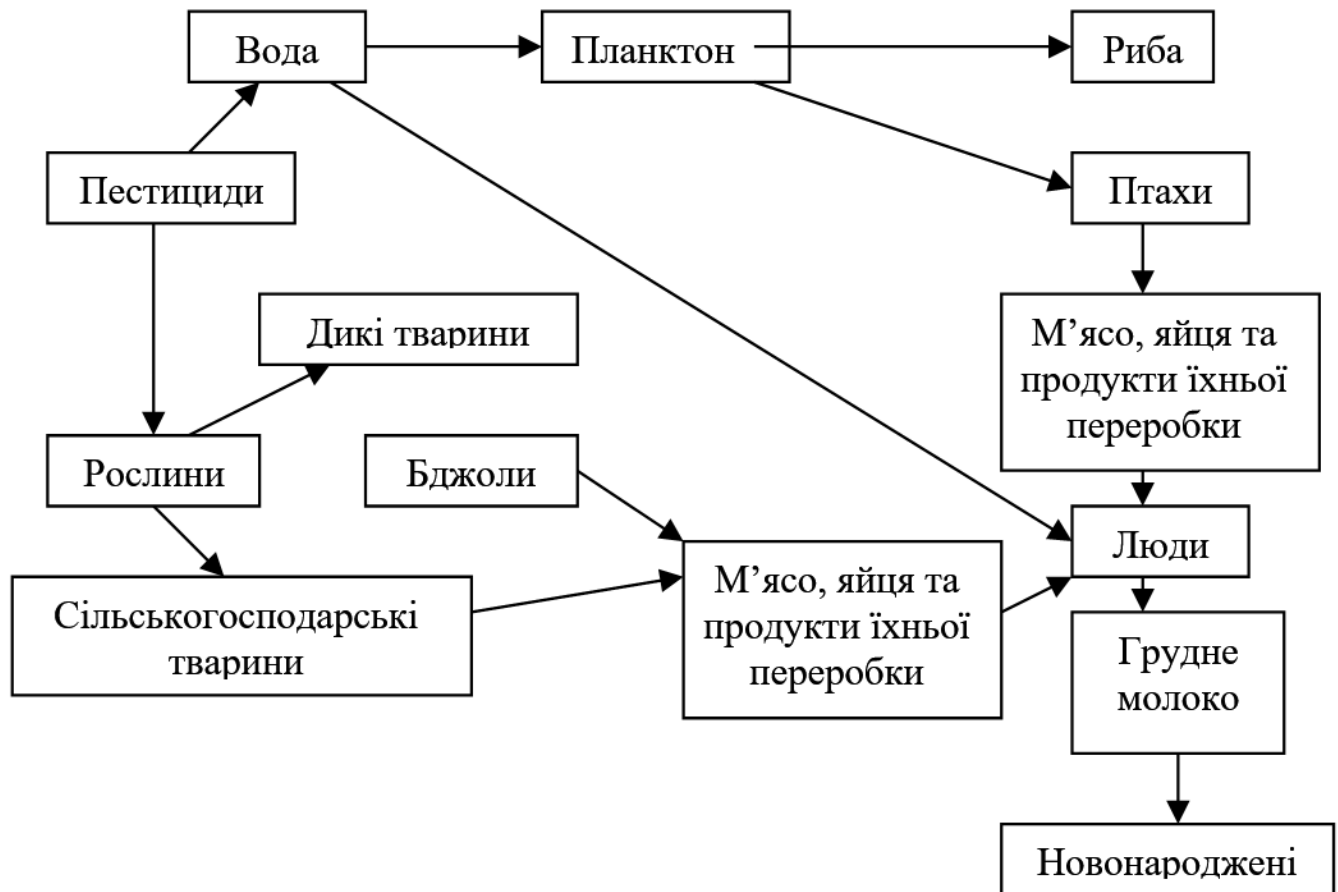 Вода
Планктон
Риба
Пестициди
Птахи
Дикі тварини
М’ясо, яйця та
продукти їхньої
переробки
Рослини
Бджоли
Люди
Сільськогосподарські
тварини
М’ясо, яйця та
продукти їхньої
переробки
Грудне
молоко
Новонароджені